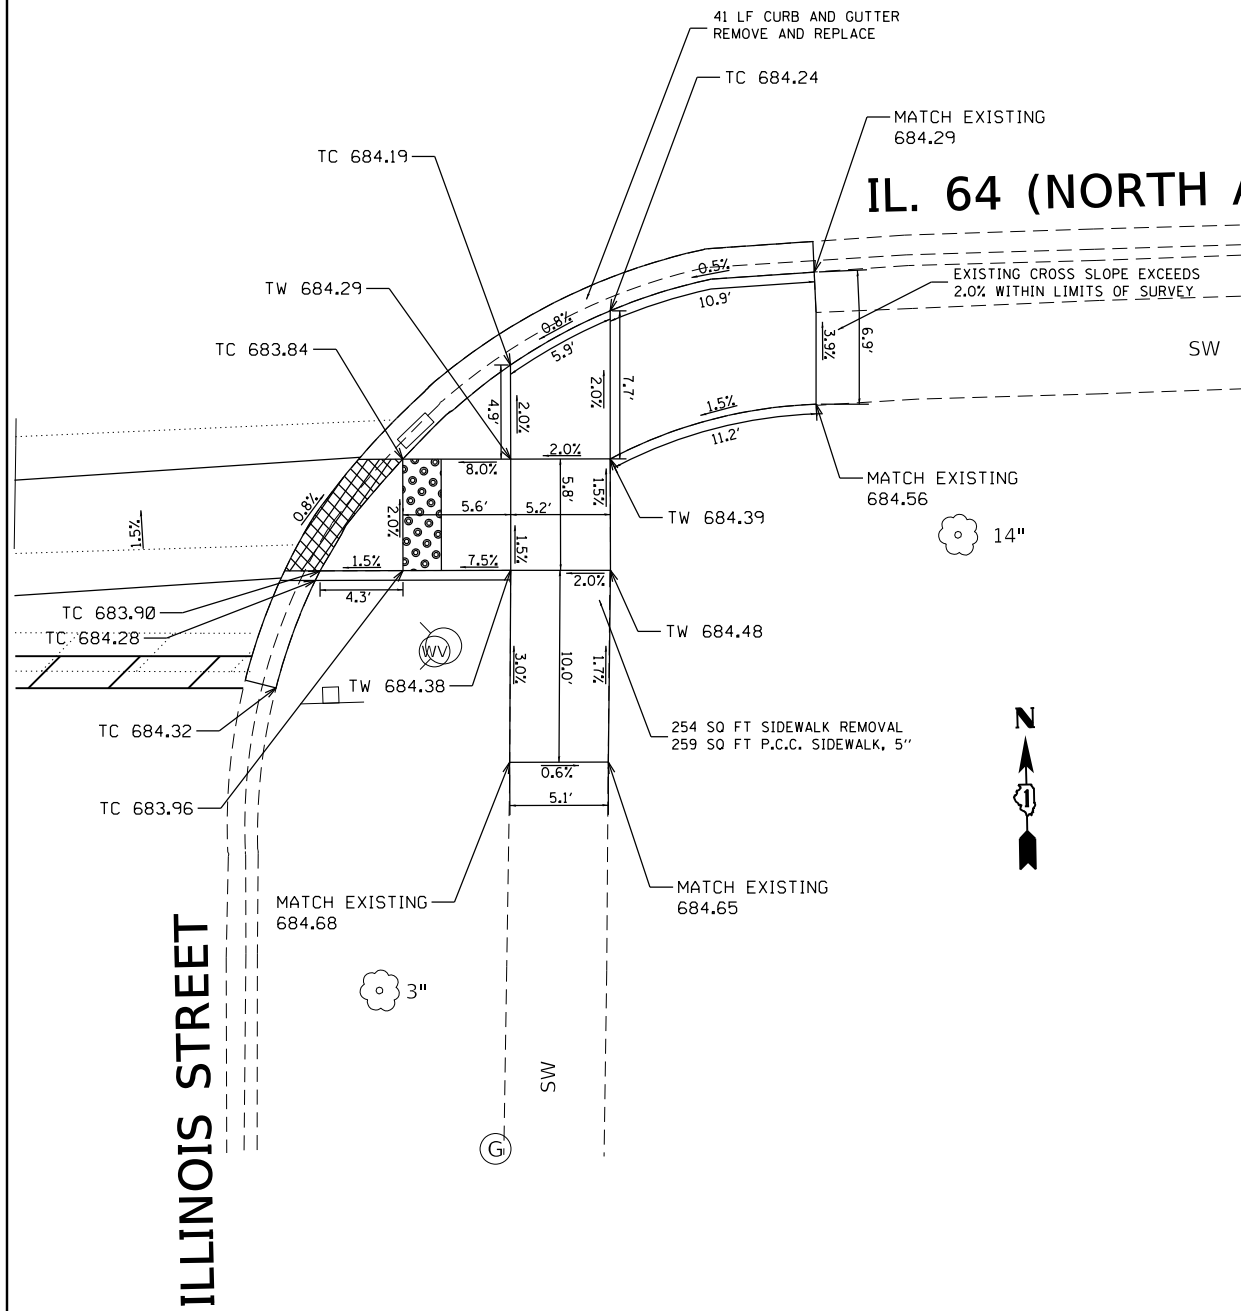 41 LF CURB AND GUTTER
REMOVE AND REPLACE
TC 684.24
MATCH EXISTING
684.29
TC 684.19
IL. 64 (NORTH A
0.5%
EXISTING CROSS SLOPE EXCEEDS
2.0% WITHIN LIMITS OF SURVEY
TW 684.29
10.9'
0.8%
5.9'
TC 683.84
3.9%
6.9'
SW
7.7'
2.0%
4.9'
2.0%
1.5%
11.2'
2.0%
8.0%
MATCH EXISTING
684.56
5.8'
1.5%
0.8%
5.6'
5.2'
TW 684.39
2.0%
14"
1.5%
1.5%
1.5%
7.5%
2.0%
4.3'
TC 683.90
TC 684.28
TW 684.48
WV
3.0%
10.0'
1.7%
TW 684.38
N
TC 684.32
254 SQ FT SIDEWALK REMOVAL
259 SQ FT P.C.C. SIDEWALK, 5"
0.6%
5.1'
1
TC 683.96
MATCH EXISTING
684.68
MATCH EXISTING
684.65
3"
SW
G
ILLINOIS STREET